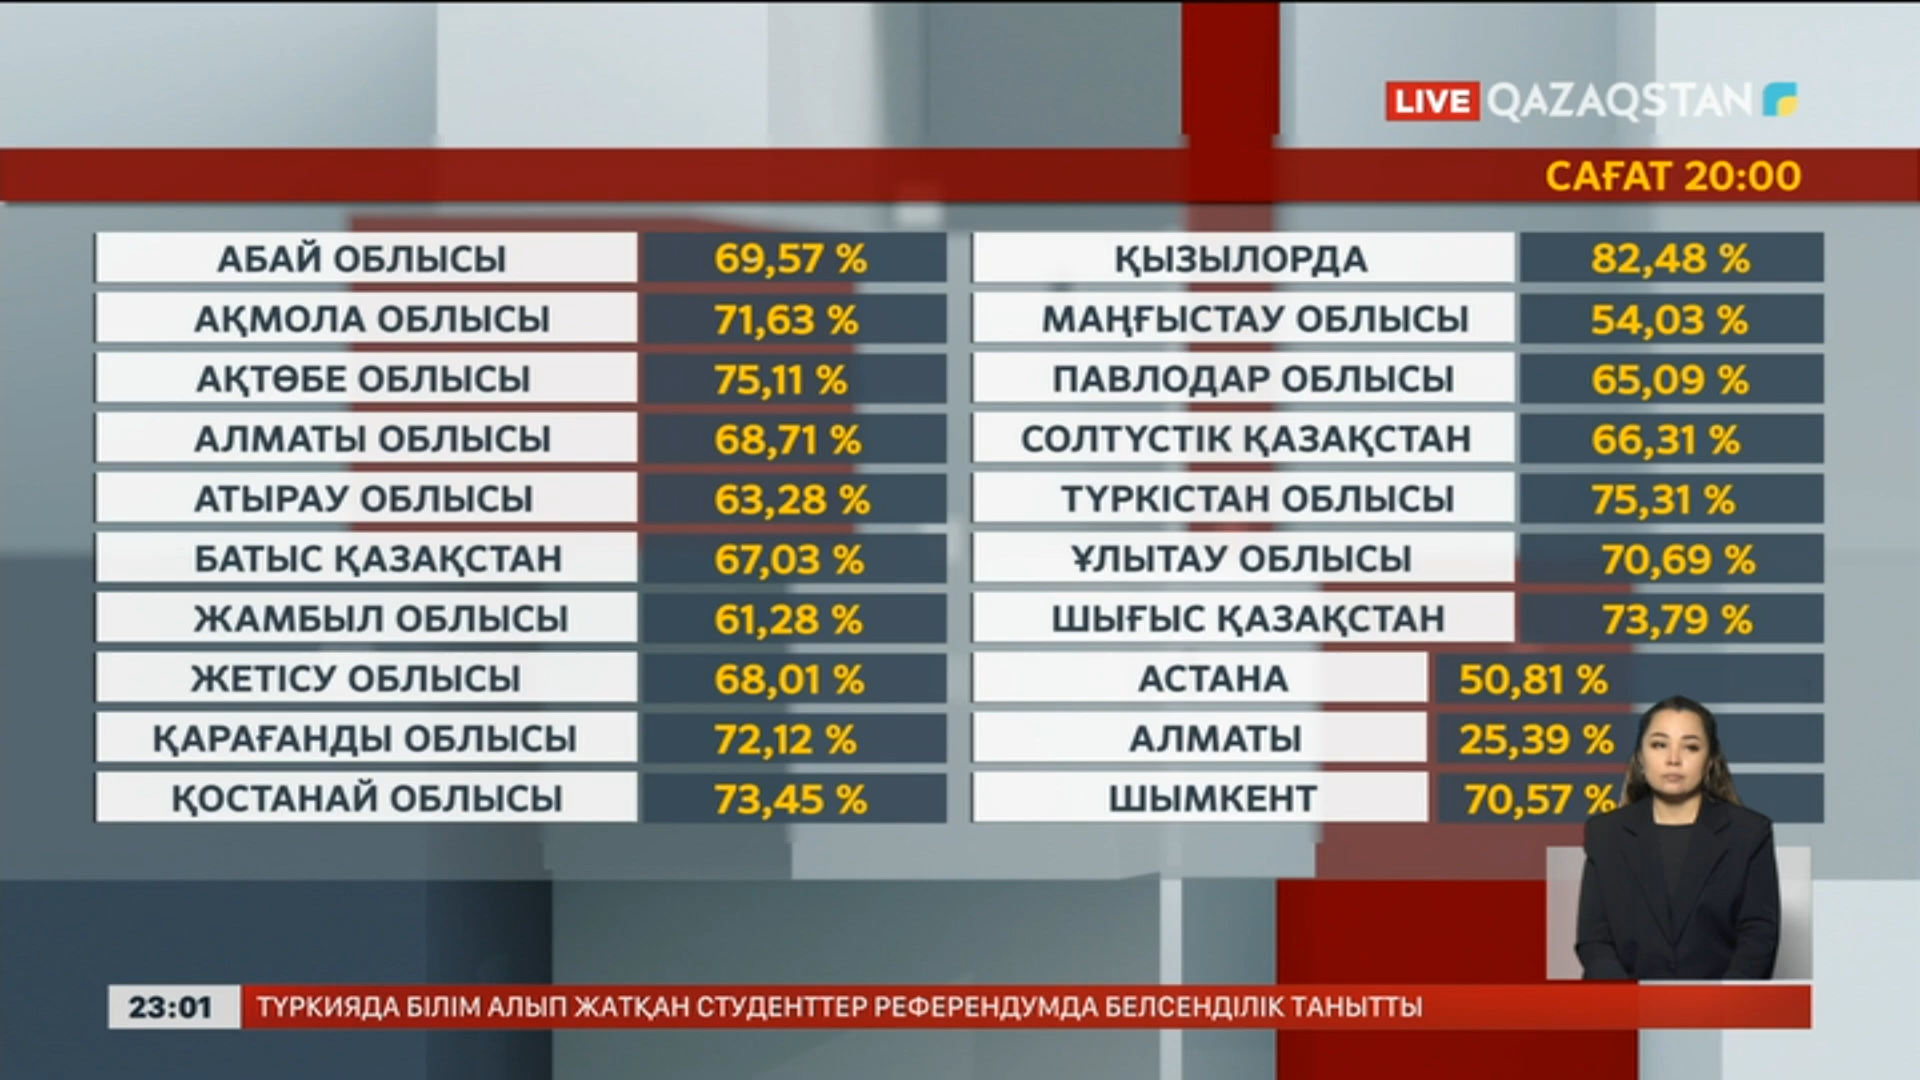 LIVE QAZAQSTAN
САҒАТ 20:00
АБАЙ ОБЛЫСЫ 69,57 %
АҚМОЛА ОБЛЫСЫ 71,63 %
АҚТӨБЕ ОБЛЫСЫ 75,11 %
АЛМАТЫ ОБЛЫСЫ 68,71 %
АТЫРАУ ОБЛЫСЫ 63,28 %
БАТЫС ҚАЗАҚСТАН 67,03 %
ЖАМБЫЛ ОБЛЫСЫ 61,28 %
ЖЕТІСУ ОБЛЫСЫ 68,01 %
ҚАРАҒАНДЫ ОБЛЫСЫ 72,12 %
ҚОСТАНАЙ ОБЛЫСЫ 73,45 %
ҚЫЗЫЛОРДА 82,48 %
МАҢҒЫСТАУ ОБЛЫСЫ 54,03 %
ПАВЛОДАР ОБЛЫСЫ 65,09 %
СОЛТҮСТІК ҚАЗАҚСТАН 66,31 %
ТҮРКІСТАН ОБЛЫСЫ 75,31 %
ҰЛЫТАУ ОБЛЫСЫ 70,69 %
ШЫҒЫС ҚАЗАҚСТАН 73,79 %
АСТАНА 50,81 %
АЛМАТЫ 25,39 %
ШЫМКЕНТ 70,57 %
23:01 ТҮРКИЯДА БІЛІМ АЛЫП ЖАТҚАН СТУДЕНТТЕР РЕФЕРЕНДУМДА БЕЛСЕНДІЛІК ТАНЫТТЫ